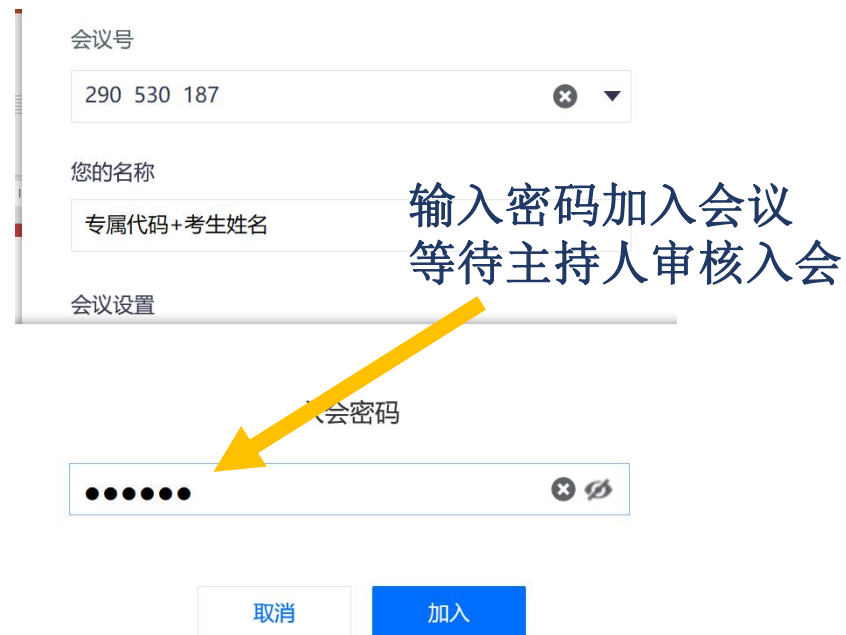 会议号
290 530 187
您的名称
专属代码+考生姓名
输入密码加入会议
等待主持人审核入会
会议设置
会密码
●●●●●●
取消
加入